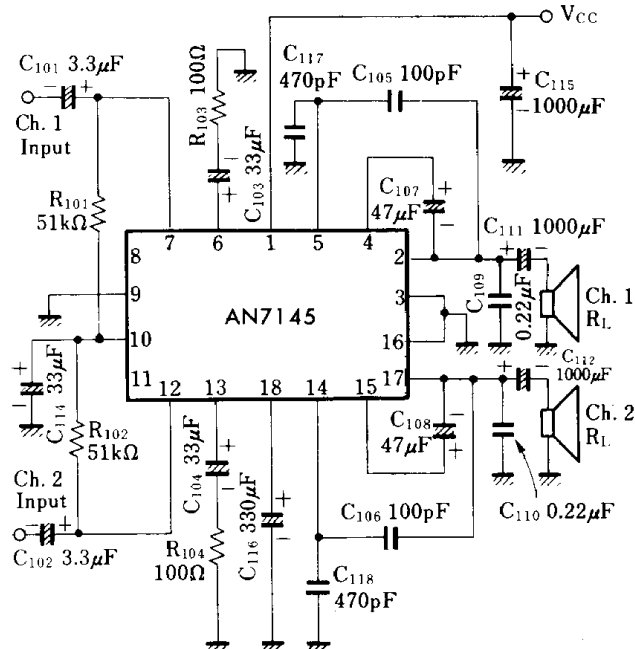 V_CC
C117
470pF
C105 100pF
C115
1000µF
C101 3.3µF
Ch. 1
Input
R103
100Ω
C103 33µF
C107
47µF
R101
51kΩ
C111 1000µF
7 6 1 5 4
8
9
10
11
2
3
16
17
AN7145
12 13 18 14 15
C109
0.22µF
Ch. 1
R_L
C112
1000µF
Ch. 2
R_L
C114 33µF
R102
51kΩ
C104 33µF
C108
47µF
Ch. 2
Input
C102 3.3µF
R104
100Ω
C116 330µF
C106 100pF
C110 0.22µF
C118
470pF
+ −